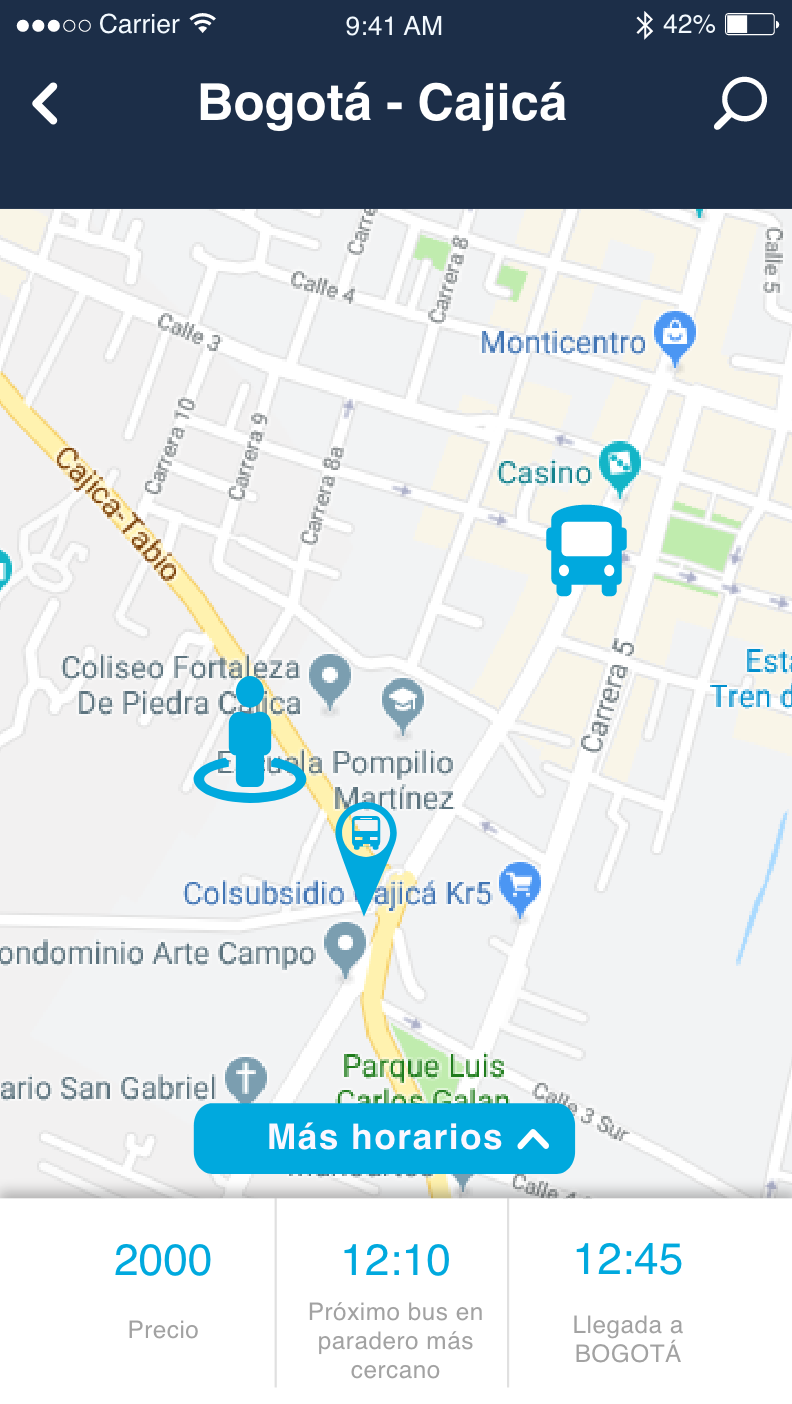 Carrier
9:41 AM
42%
Bogotá - Cajicá
Calle 5
Carrera 8
Calle 4
Calle 3
Monticentro
Carrera 10
Carrera 9
Carrera 8a
Casino
Cajica-Tabio
Carrera 5
Coliseo Fortaleza
De Piedra Cajica
Tren d
Escuela Pompilio
Martínez
Colsubsidio Cajicá Kr5
ondominio Arte Campo
Parque Luis
Carlos Galan
ario San Gabriel
Calle 3 Sur
Más horarios
Calle 4
2000
12:10
12:45
Precio
Próximo bus en
paradero más
cercano
Llegada a
BOGOTÁ